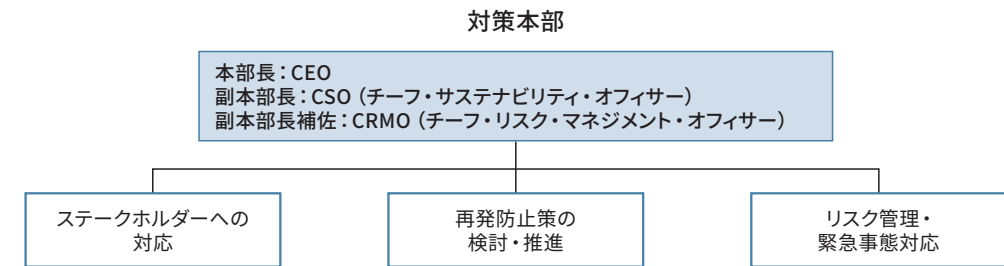 対策本部
本部長：CEO
副本部長：CSO（チーフ・サステナビリティ・オフィサー）
副本部長補佐：CRMO（チーフ・リスク・マネジメント・オフィサー）
ステークホルダーへの
対応
再発防止策の
検討・推進
リスク管理・
緊急事態対応